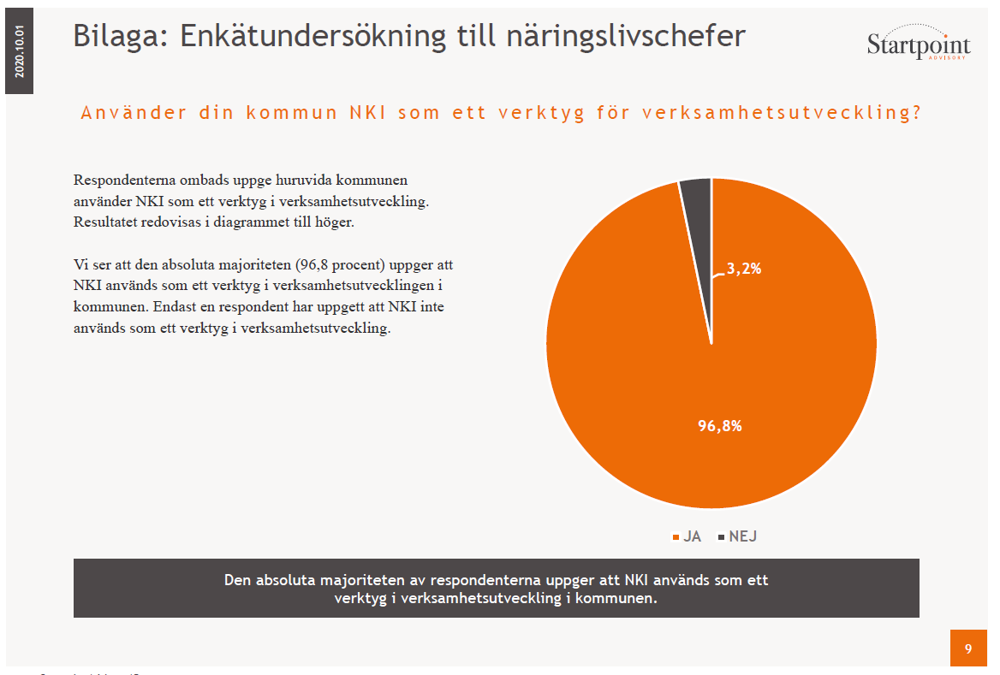 2020.10.01
Bilaga: Enkätundersökning till näringslivschefer
Startpoint
ADVISORY
Använder din kommun NKI som ett verktyg för verksamhetsutveckling?
Respondenterna ombads uppge huruvida kommunen
använder NKI som ett verktyg i verksamhetsutveckling.
Resultatet redovisas i diagrammet till höger.
Vi ser att den absoluta majoriteten (96,8 procent) uppger att
NKI används som ett verktyg i verksamhetsutvecklingen i
kommunen. Endast en respondent har uppgett att NKI inte
används som ett verktyg i verksamhetsutveckling.
3,2%
96,8%
JA NEJ
Den absoluta majoriteten av respondenterna uppger att NKI används som ett
verktyg i verksamhetsutveckling i kommunen.
9